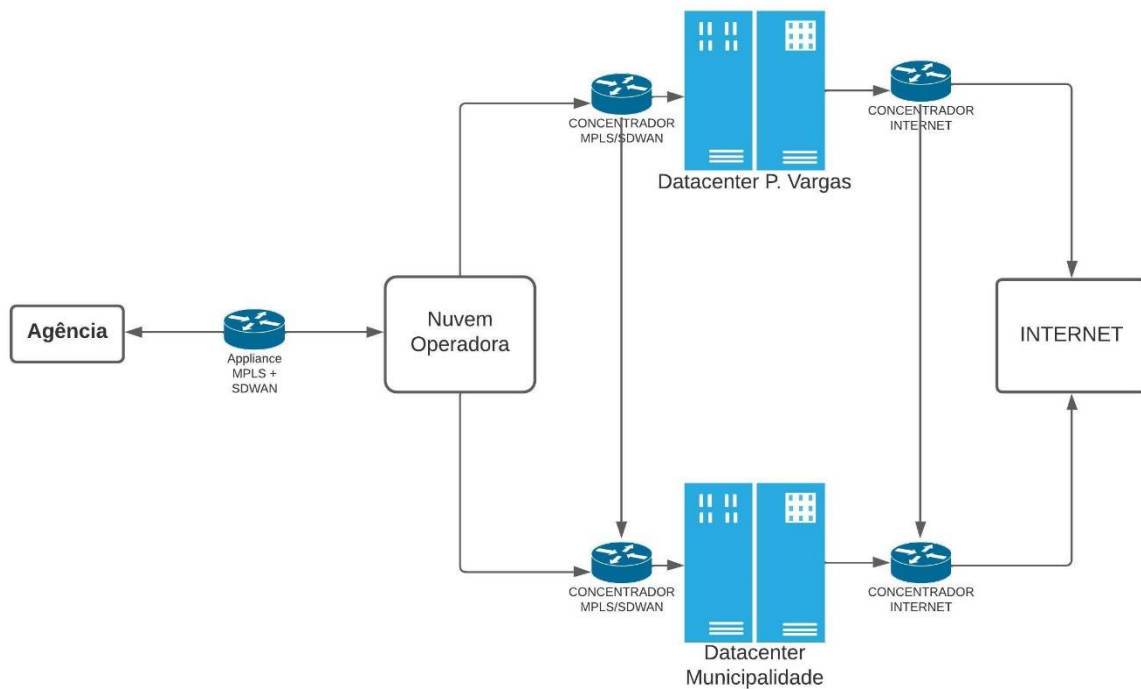 CONCENTRADOR
MPLS/SDWAN
CONCENTRADOR
INTERNET
Datacenter P. Vargas
Agência
Appliance
MPLS +
SDWAN
Nuvem
Operadora
INTERNET
CONCENTRADOR
MPLS/SDWAN
CONCENTRADOR
INTERNET
Datacenter
Municipalidade